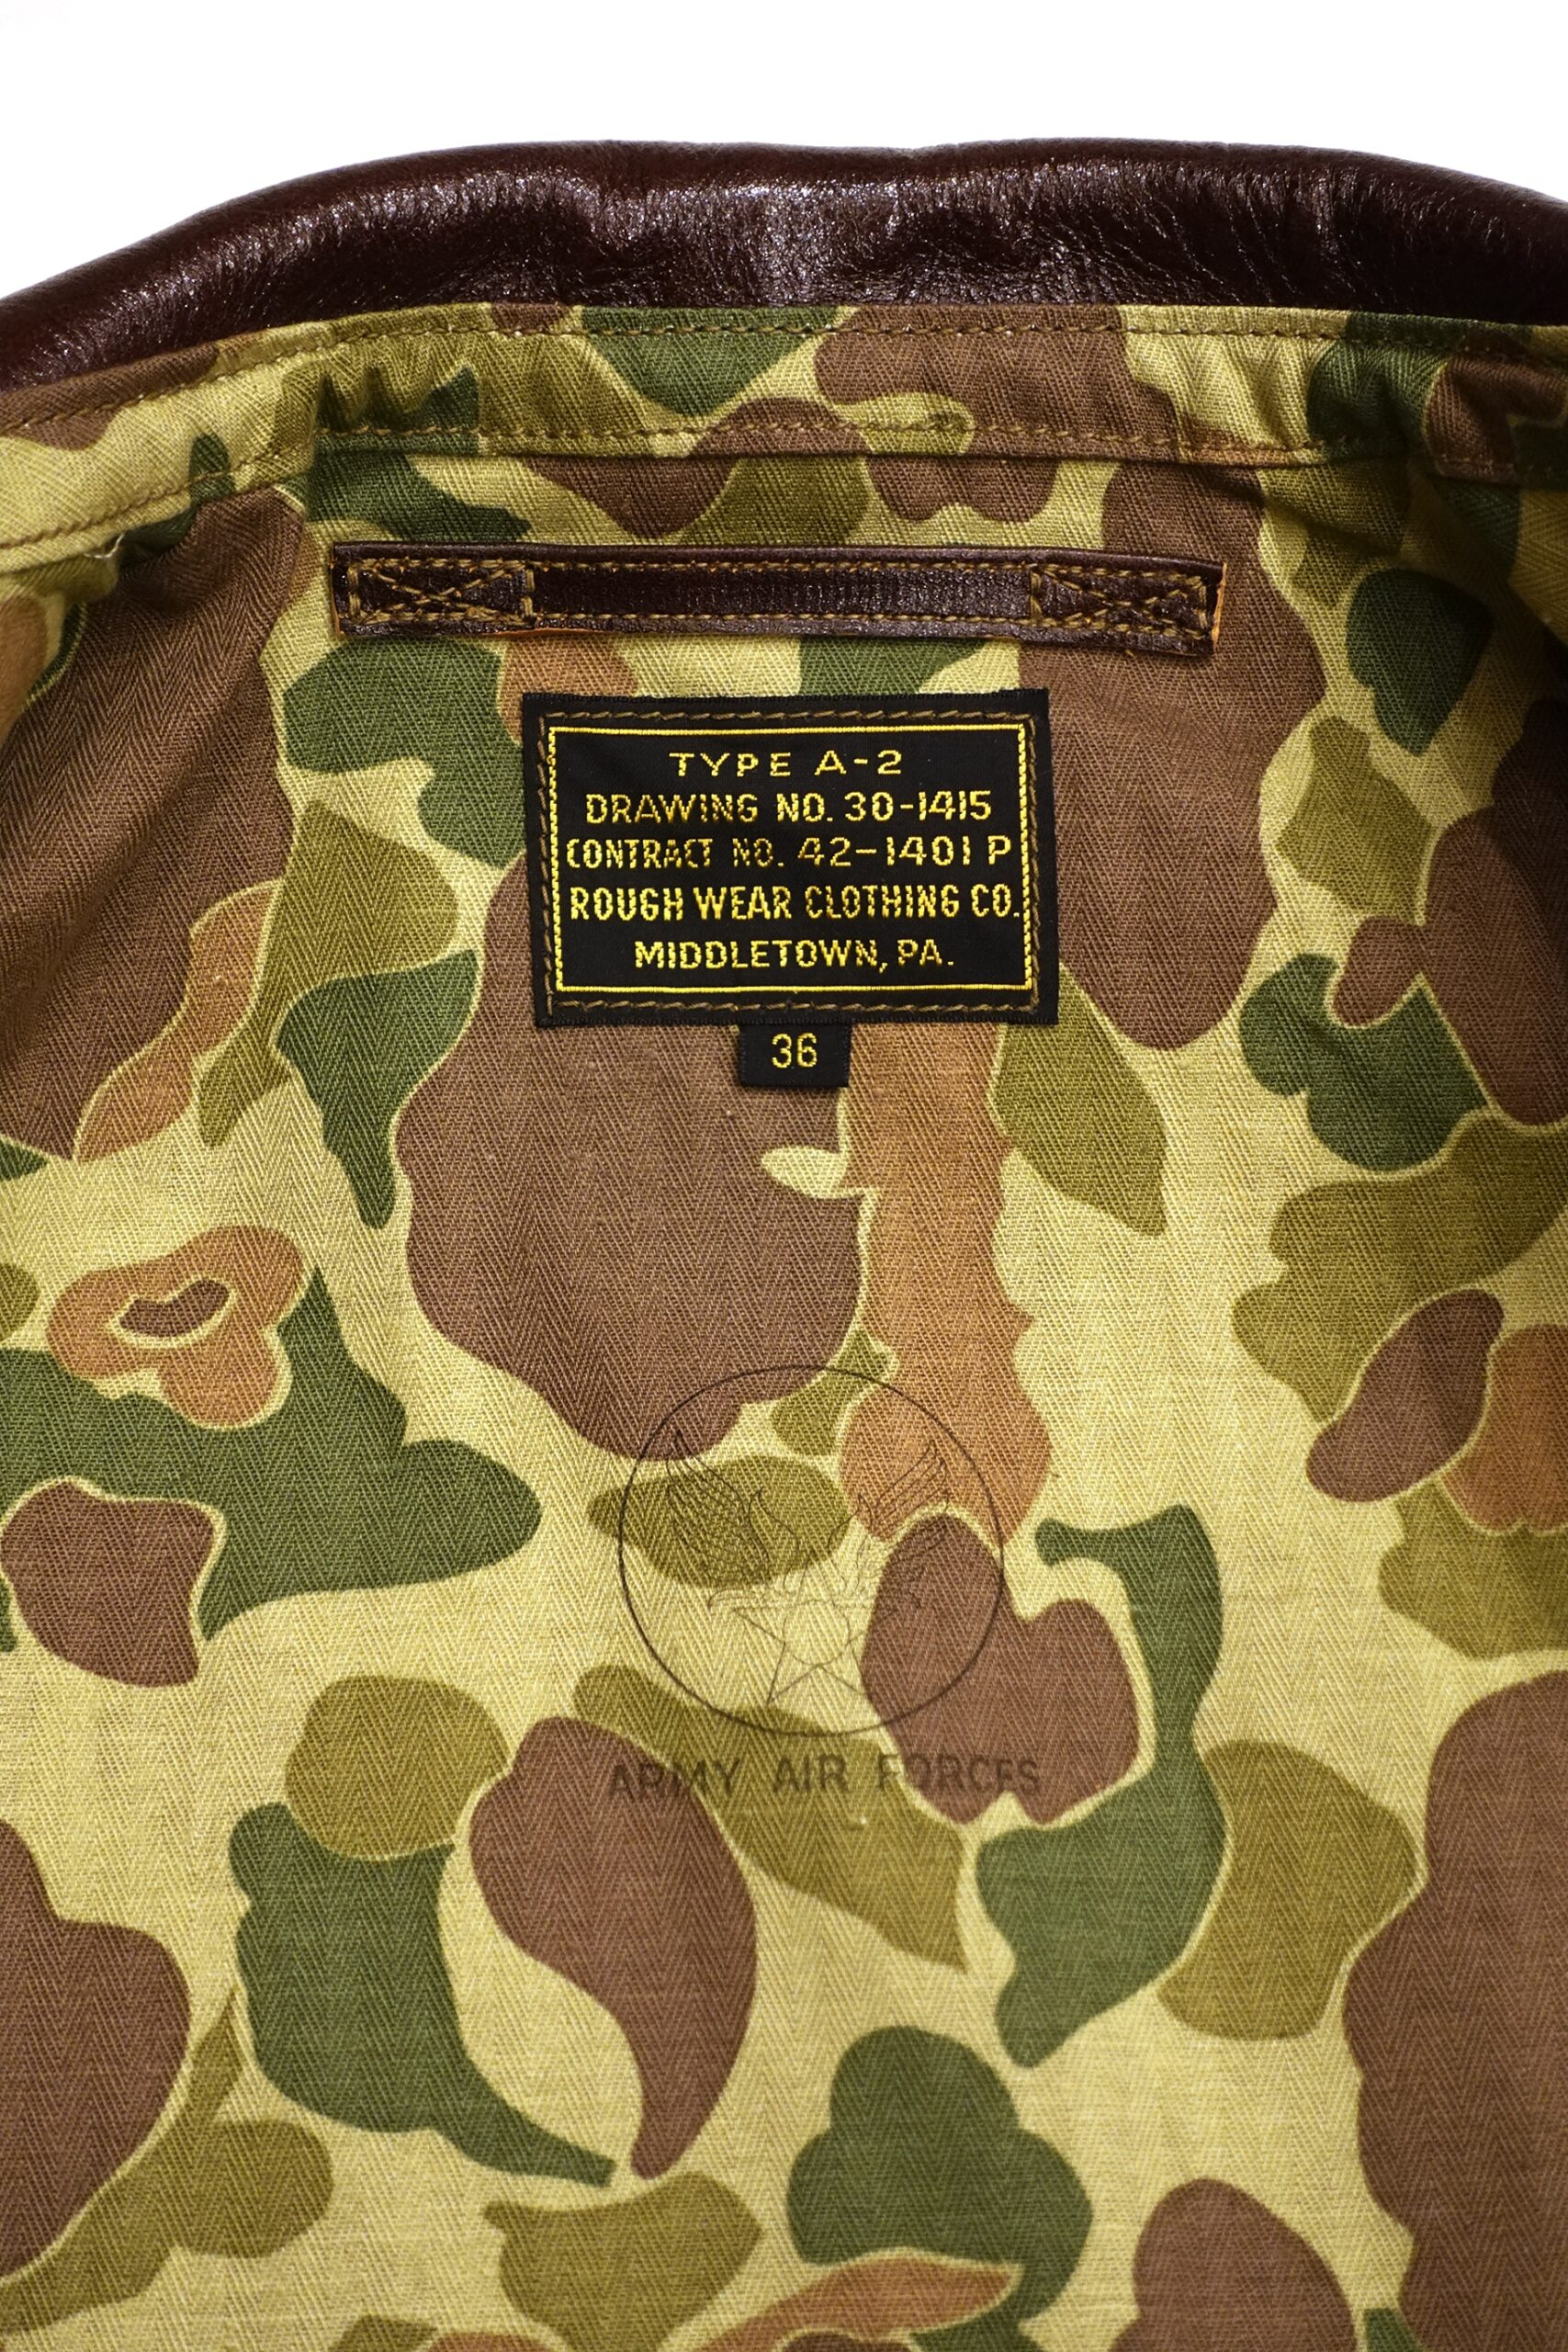 TYPE A-2
DRAWING NO. 30-1415
CONTRACT NO. 42-1401 P
ROUGH WEAR CLOTHING CO.
MIDDLETOWN, PA.
36
ARMY AIR FORCES